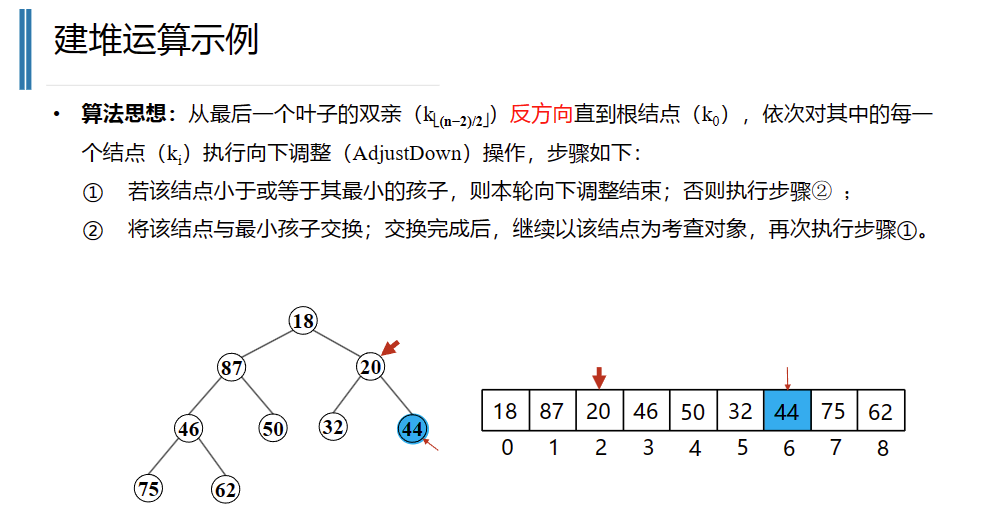 建堆运算示例
• 算法思想：从最后一个叶子的双亲（k⌊(n−2)/2⌋）反方向直到根结点（k0），依次对其中的每一
个结点（ki）执行向下调整（AdjustDown）操作，步骤如下：
① 若该结点小于或等于其最小的孩子，则本轮向下调整结束；否则执行步骤②；
② 将该结点与最小孩子交换；交换完成后，继续以该结点为考查对象，再次执行步骤①。
18
87 20
46 50 32 44
75 62
18 87 20 46 50 32 44 75 62
0 1 2 3 4 5 6 7 8